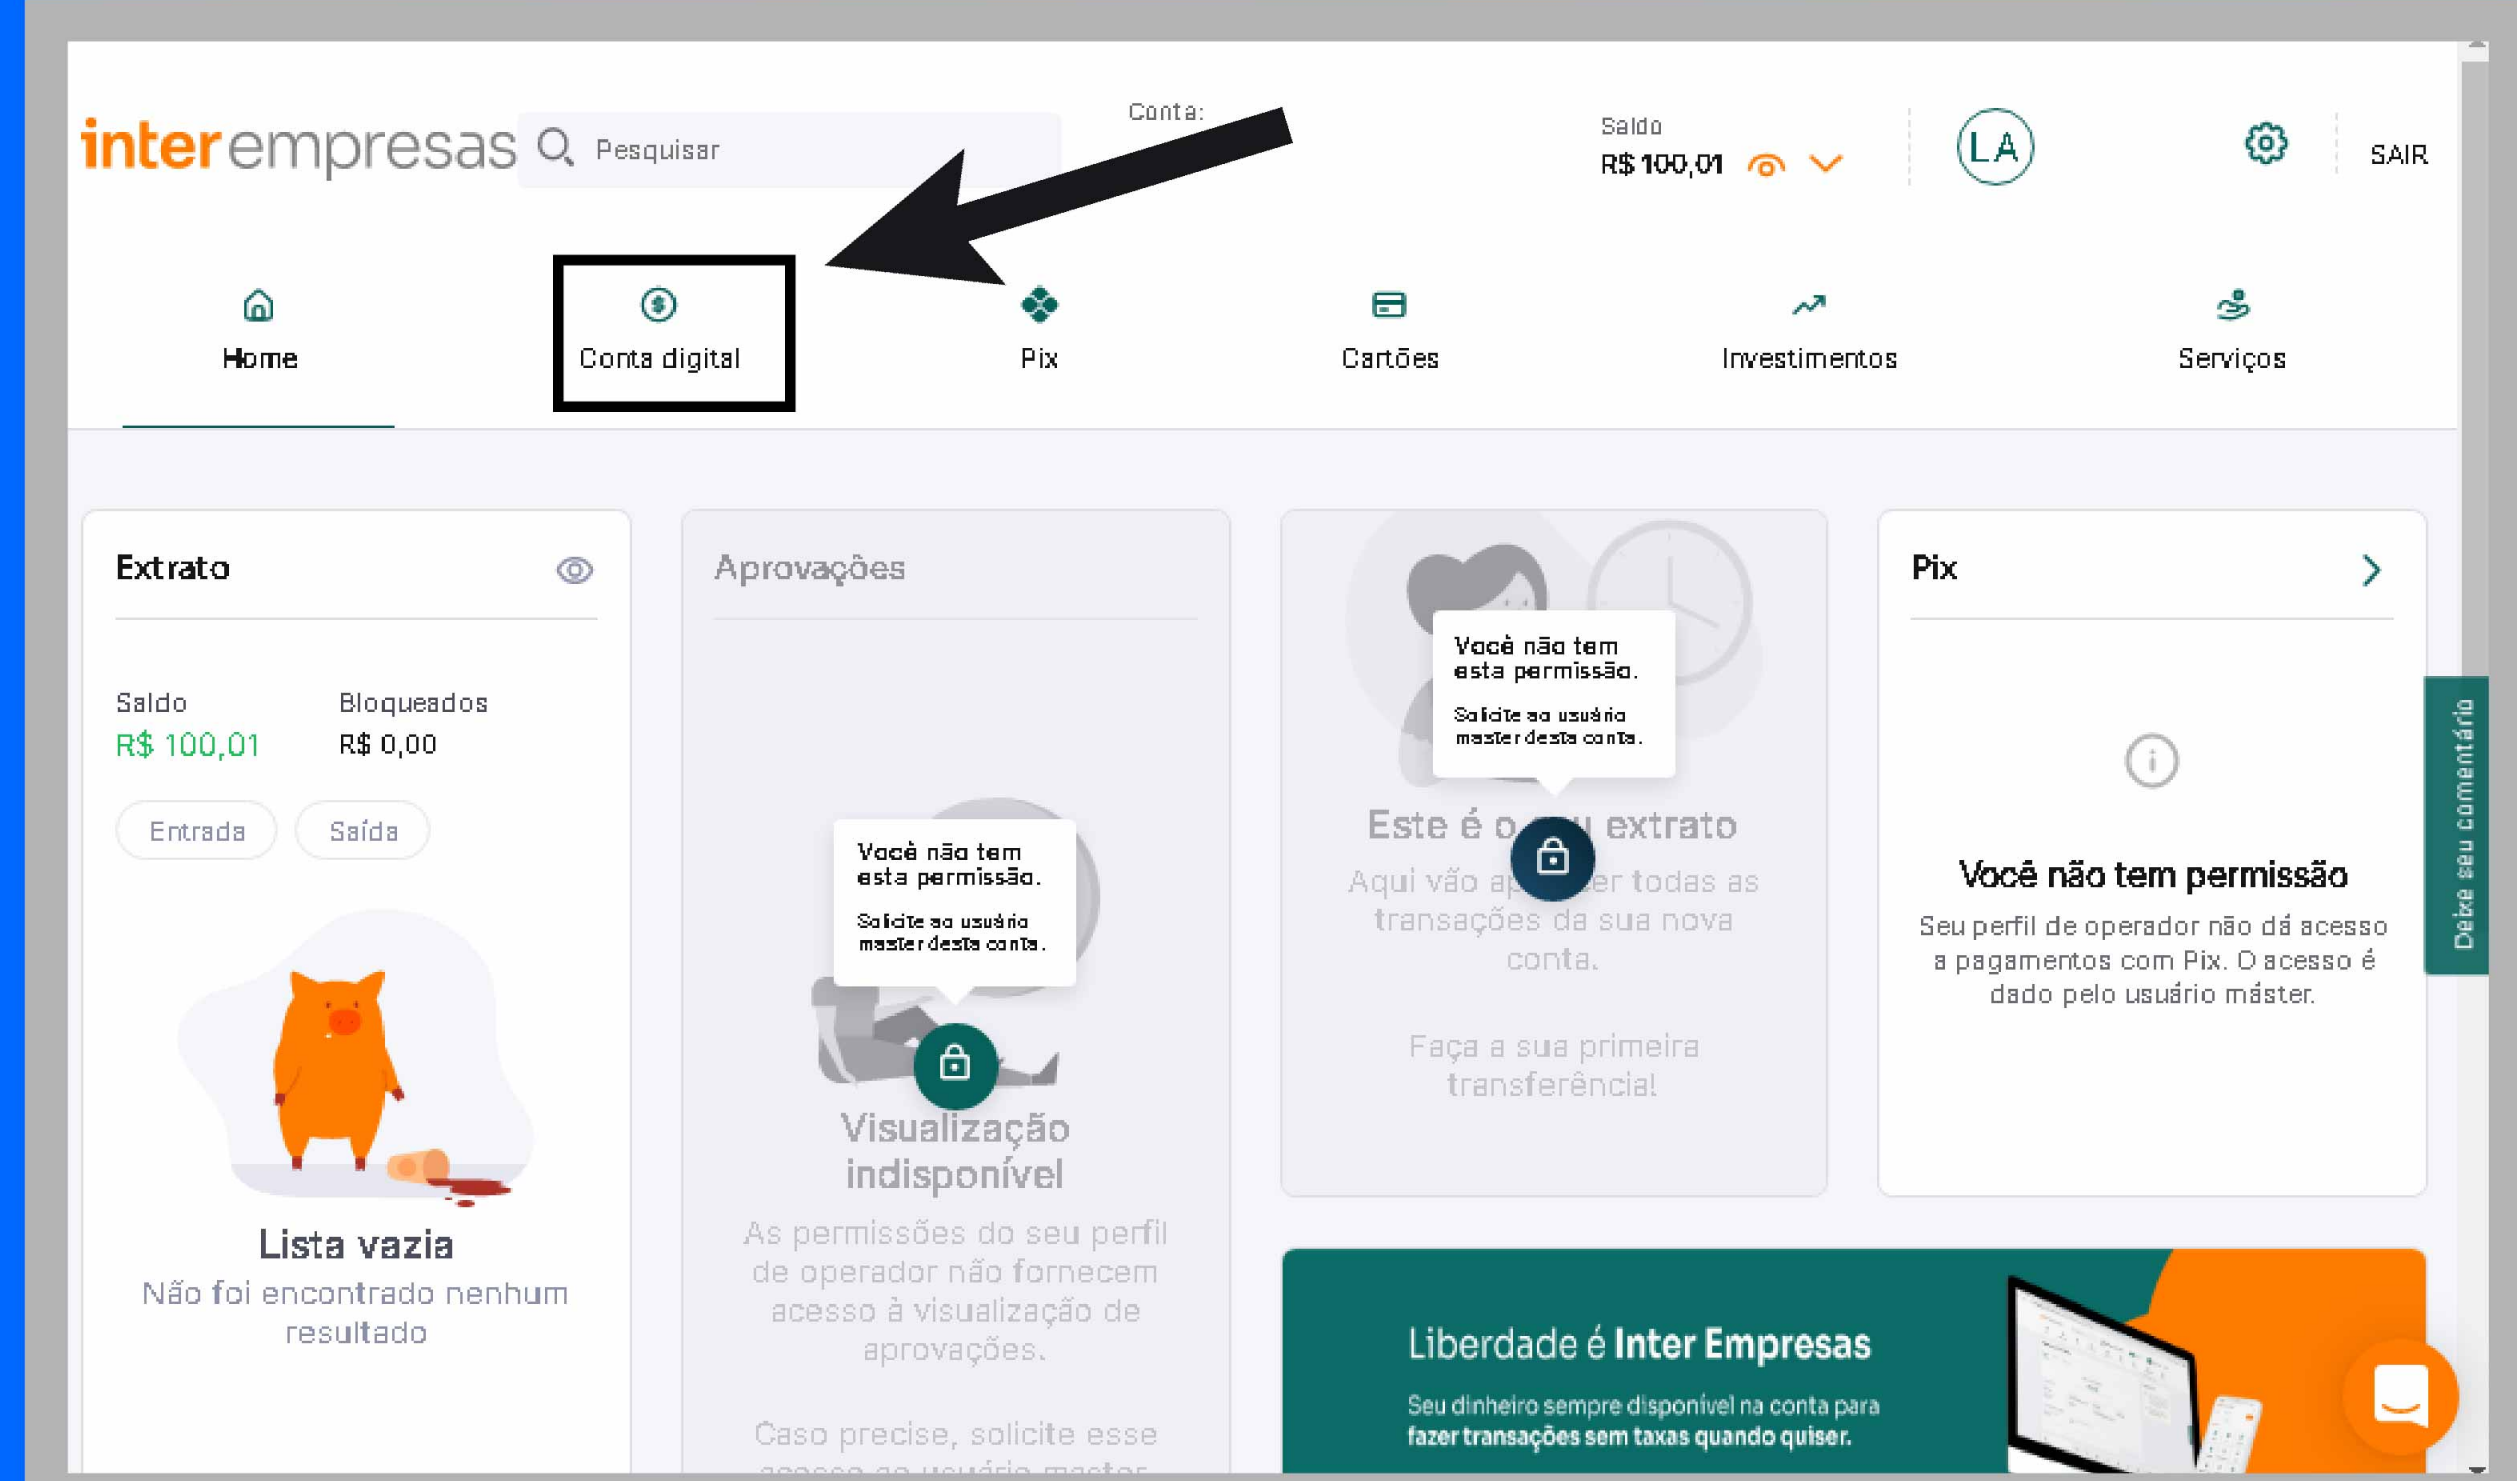 inter empresas
Pesquisar
Conta:
Saldo
R$ 100,01
LA
SAIR
Home
Conta digital
Pix
Cartões
Investimentos
Serviços
Extrato
Saldo
Bloqueados
R$ 100,01
R$ 0,00
Entrada
Saída
Lista vazia
Não foi encontrado nenhum
resultado
Aprovações
Você não tem
esta permissão.
Solicite ao usuário
master desta conta.
Visualização
indisponível
As permissões do seu perfil
de operador não fornecem
acesso à visualização de
aprovações.
Caso precise, solicite esse
acesso ao usuário master
Você não tem
esta permissão.
Solicite ao usuário
master desta conta.
Este é o seu extrato
Aqui vão aparecer todas as
transações da sua nova
conta.
Faça a sua primeira
transferência!
Pix
Você não tem permissão
Seu perfil de operador não dá acesso
a pagamentos com Pix. O acesso é
dado pelo usuário máster.
Deixe seu comentário
Liberdade é Inter Empresas
Seu dinheiro sempre disponível na conta para
fazer transações sem taxas quando quiser.